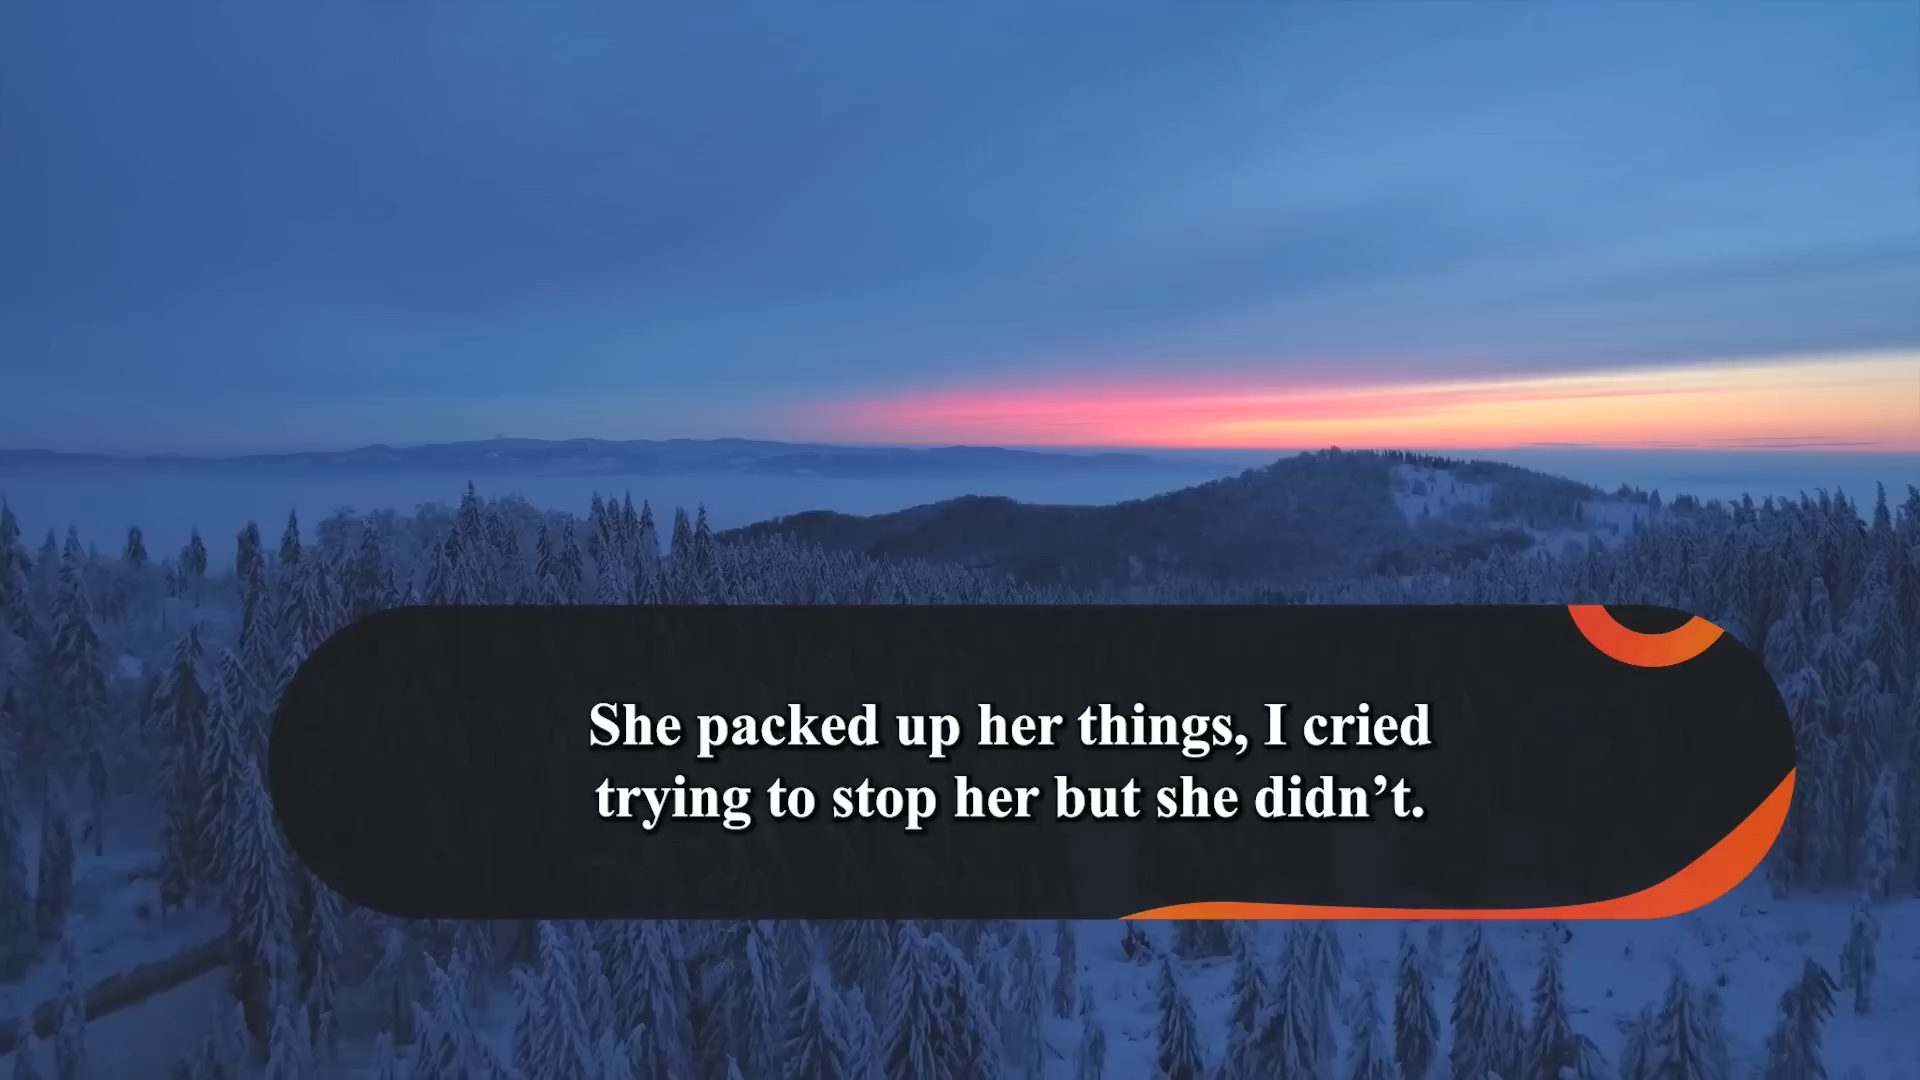 She packed up her things, I cried
trying to stop her but she didn’t.